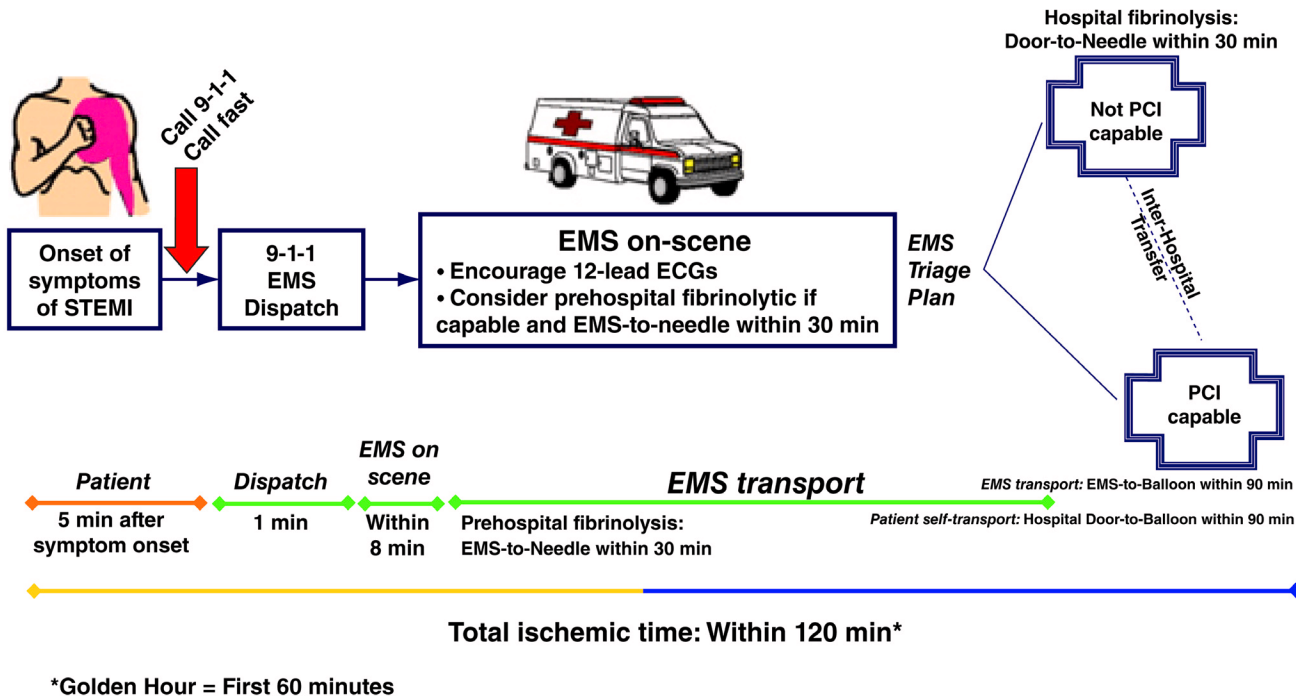 Hospital fibrinolysis:
Door-to-Needle within 30 min
Call 9-1-1
Call fast
Not PCI
capable
Onset of
symptoms
of STEMI
9-1-1
EMS
Dispatch
EMS on-scene
• Encourage 12-lead ECGs
• Consider prehospital fibrinolytic if
capable and EMS-to-needle within 30 min
EMS
Triage
Plan
Inter-Hospital
Transfer
PCI
capable
Patient
5 min after
symptom onset
Dispatch
1 min
EMS on
scene
Within
8 min
EMS transport
Prehospital fibrinolysis:
EMS-to-Needle within 30 min
EMS transport: EMS-to-Balloon within 90 min
Patient self-transport: Hospital Door-to-Balloon within 90 min
Total ischemic time: Within 120 min*
*Golden Hour = First 60 minutes